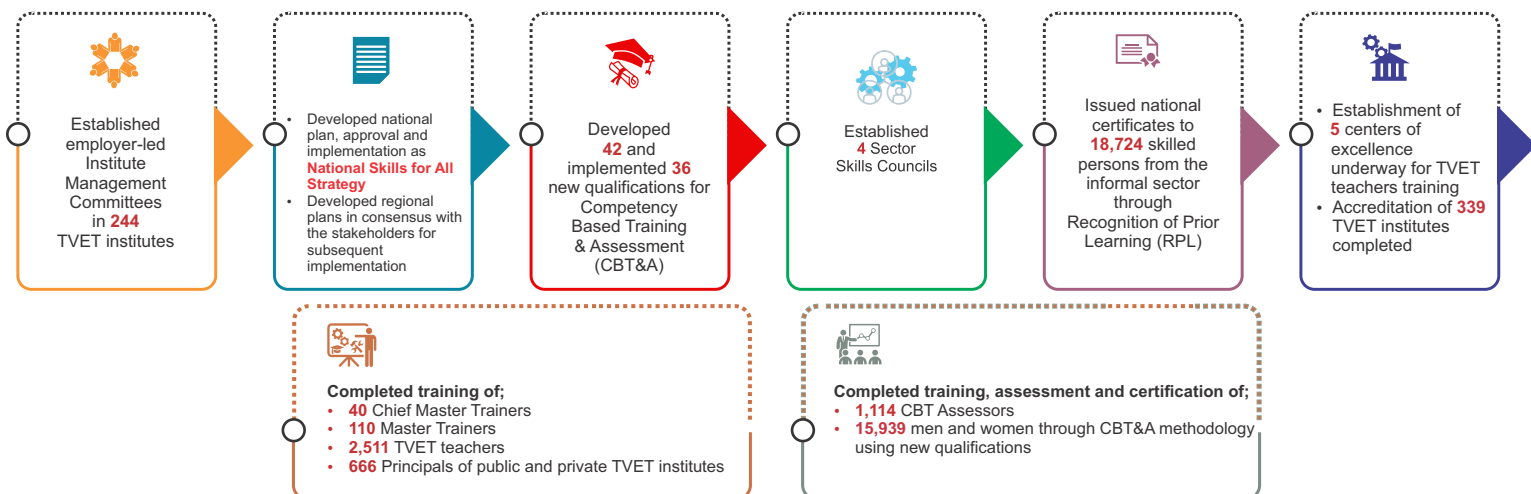 Established
employer-led
Institute
Management
Committees
in 244
TVET institutes
• Developed national
plan, approval and
implementation as
National Skills for All
Strategy
• Developed regional
plans in consensus with
the stakeholders for
subsequent
implementation
Developed
42 and
implemented 36
new qualifications for
Competency
Based Training
& Assessment
(CBT&A)
Established
4 Sector
Skills Councils
Issued national
certificates to
18,724 skilled
persons from the
informal sector
through
Recognition of Prior
Learning (RPL)
• Establishment of
5 centers of
excellence
underway for TVET
teachers training
• Accreditation of 339
TVET institutes
completed
Completed training of;
• 40 Chief Master Trainers
• 110 Master Trainers
• 2,511 TVET teachers
• 666 Principals of public and private TVET institutes
Completed training, assessment and certification of;
• 1,114 CBT Assessors
• 15,939 men and women through CBT&A methodology
using new qualifications